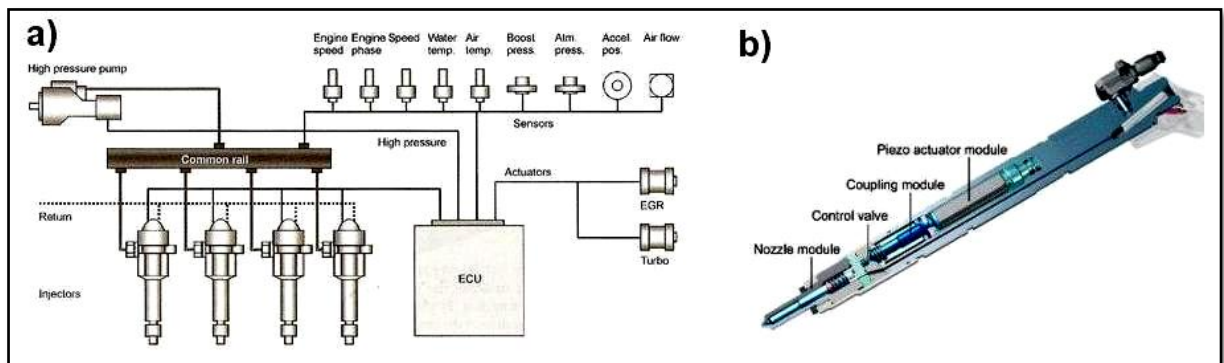 a)
Engine speed
Engine phase
Speed
Water temp.
Air temp.
Boost press.
Atm. press.
Accel. pos.
Air flow
High pressure pump
Sensors
High pressure
Common rail
Actuators
EGR
Turbo
Return
ECU
Injectors
b)
Piezo actuator module
Coupling module
Control valve
Nozzle module